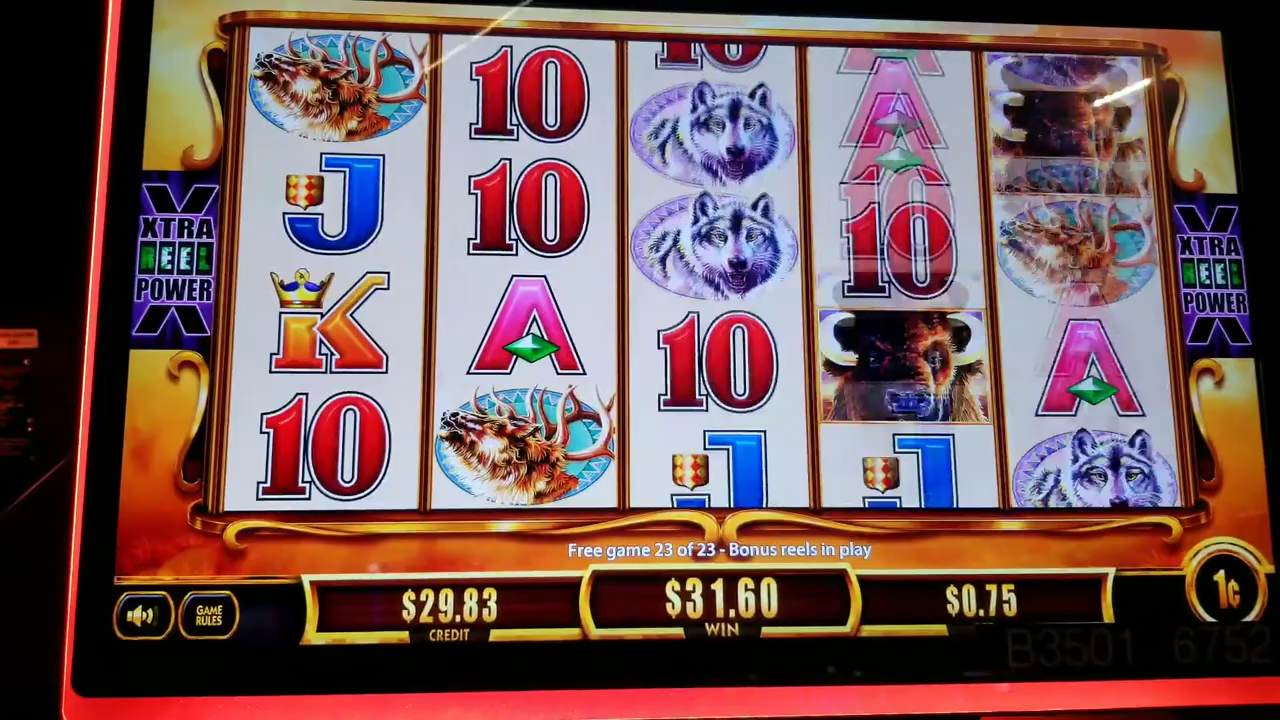 10
10
J
10
10
A
A
10
K
A
10
A
10
J
J
XTRA
REEL
POWER
XTRA
REEL
POWER
Free game 23 of 23 - Bonus reels in play
GAME
RULES
$29.83
CREDIT
$31.60
WIN
$0.75
1¢
B3501 6752